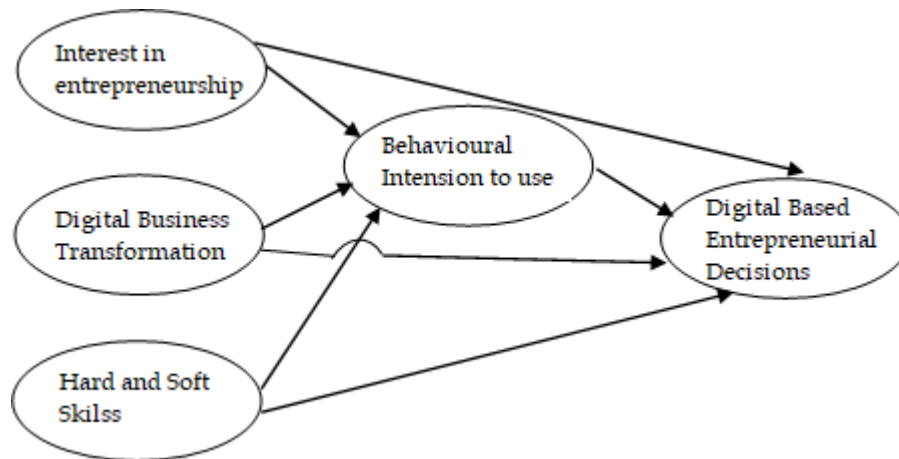 Interest in
entrepreneurship
Behavioural
Intension to use
Digital Business
Transformation
Digital Based
Entrepreneurial
Decisions
Hard and Soft
Skilss